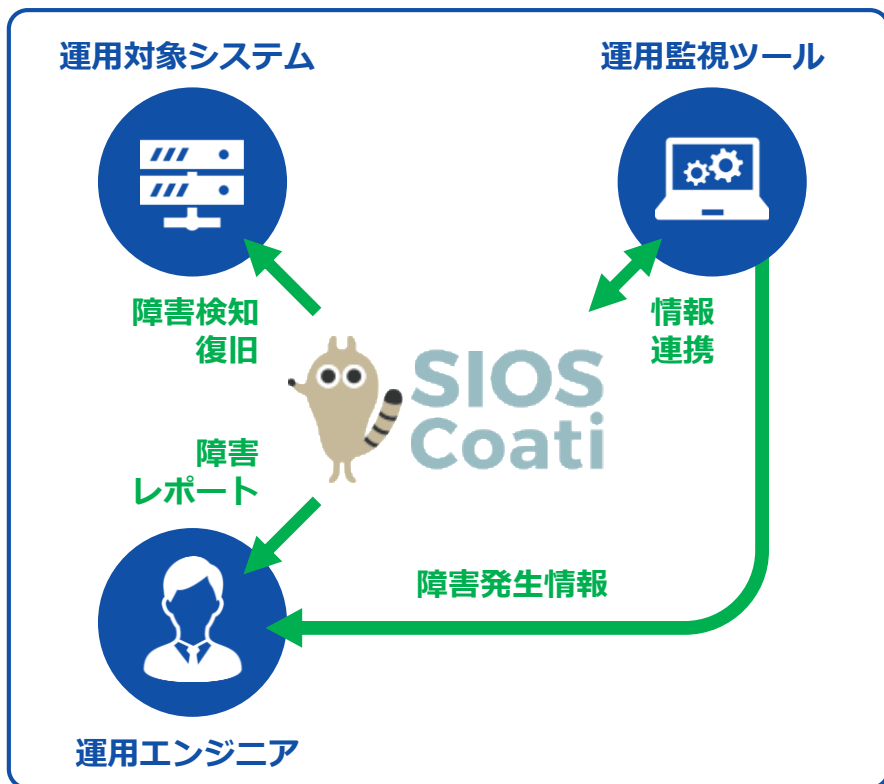 運用対象システム
運用監視ツール
障害検知
復旧
情報
連携
SIOS
Coati
障害
レポート
障害発生情報
運用エンジニア